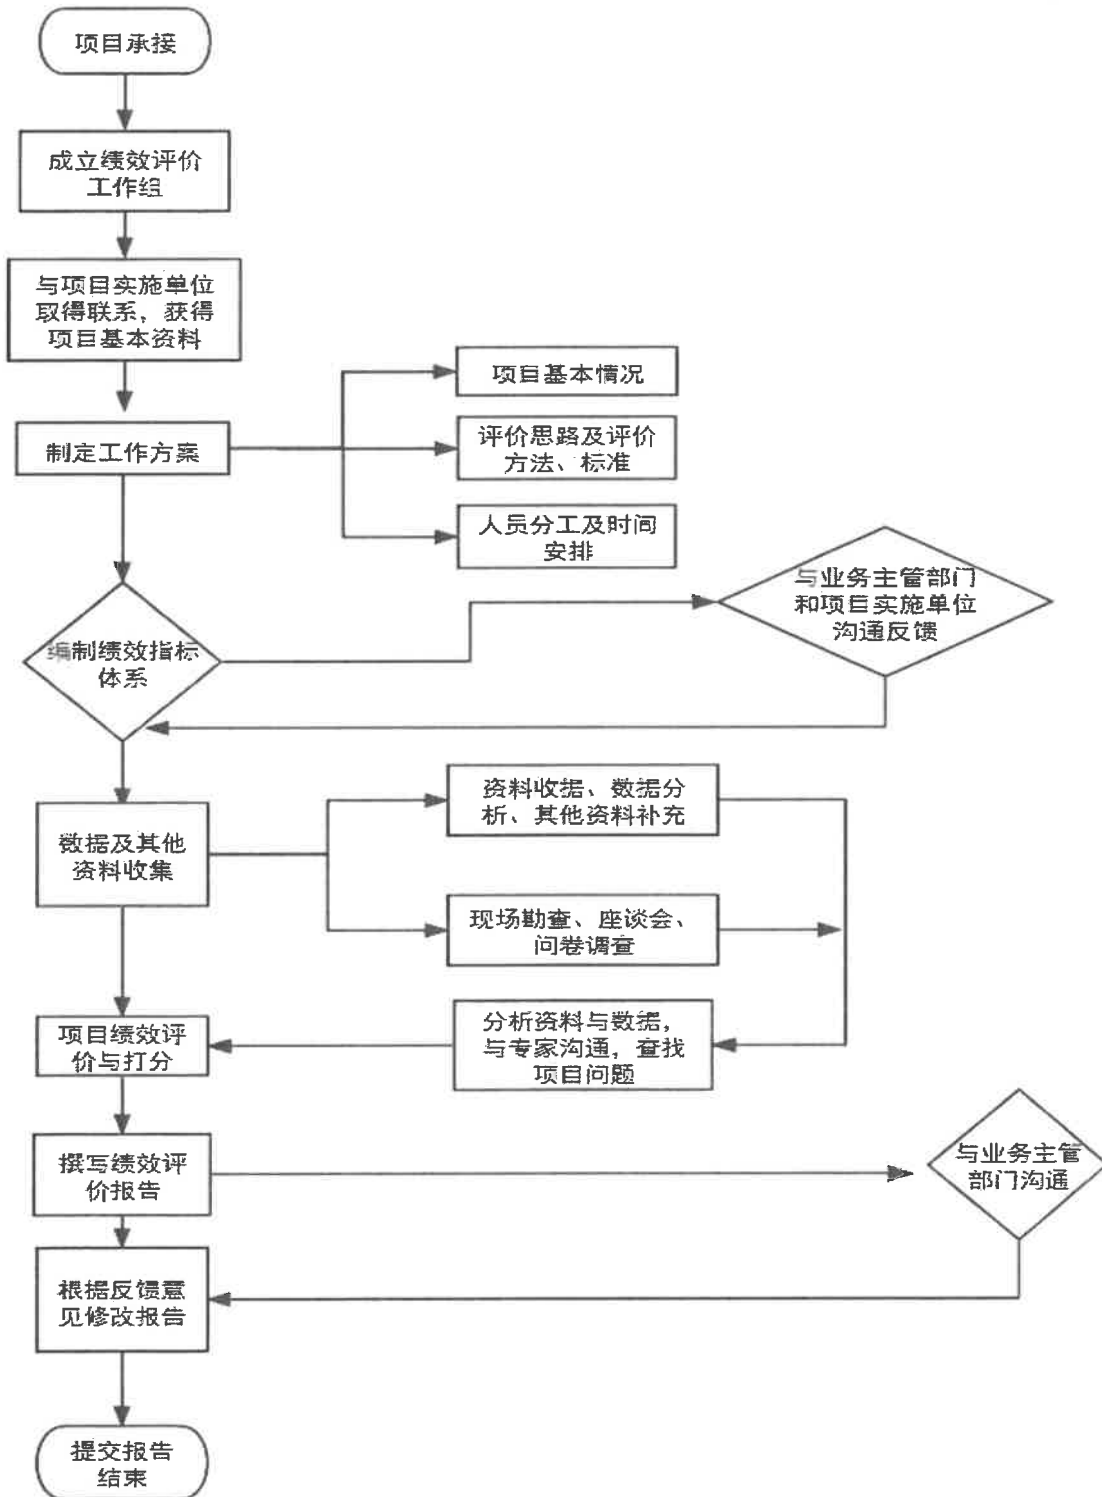 项目承接
成立绩效评价
工作组
与项目实施单位
取得联系，获得
项目基本资料
制定工作方案
项目基本情况
评价思路及评价
方法、标准
人员分工及时间
安排
编制绩效指标
体系
与业务主管部门
和项目实施单位
沟通反馈
数据及其他
资料收集
资料收据、数据分
析、其他资料补充
现场勘查、座谈会、
问卷调查
分析资料与数据，
与专家沟通，查找
项目问题
项目绩效评
价与打分
撰写绩效评
价报告
与业务主管
部门沟通
根据反馈意
见修改报告
提交报告
结束